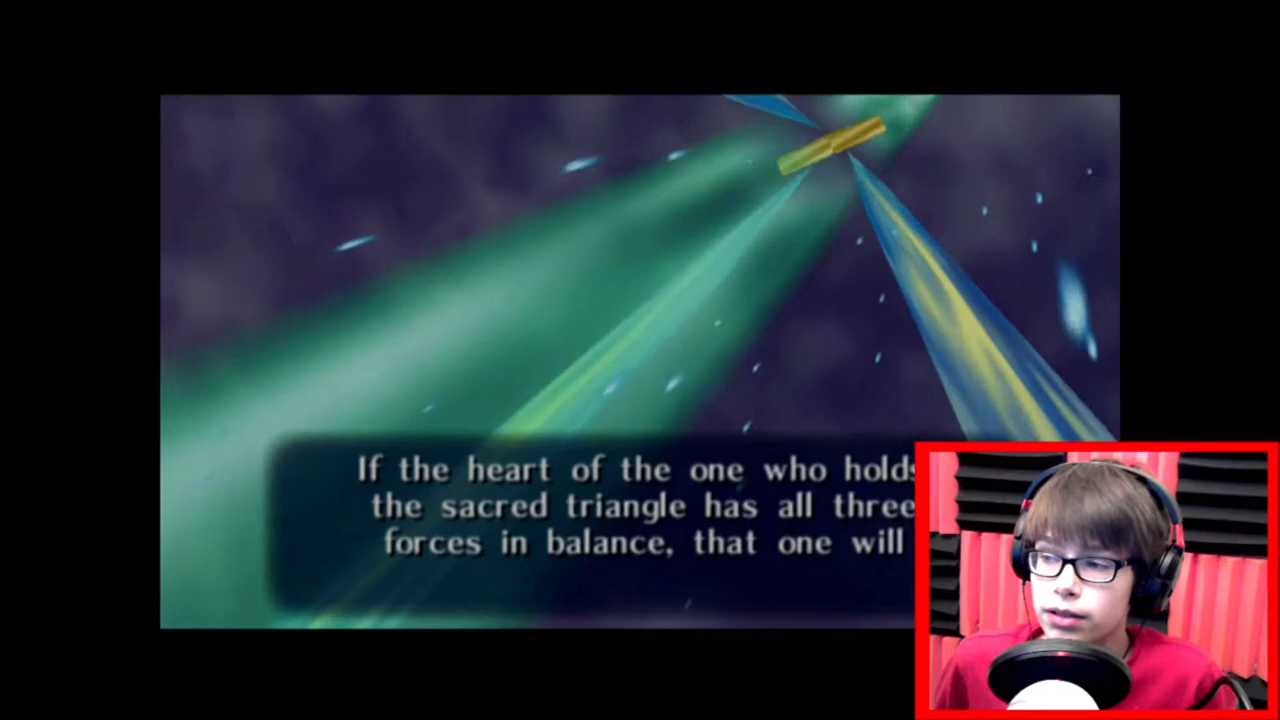 If the heart of the one who holds
the sacred triangle has all three
forces in balance, that one will